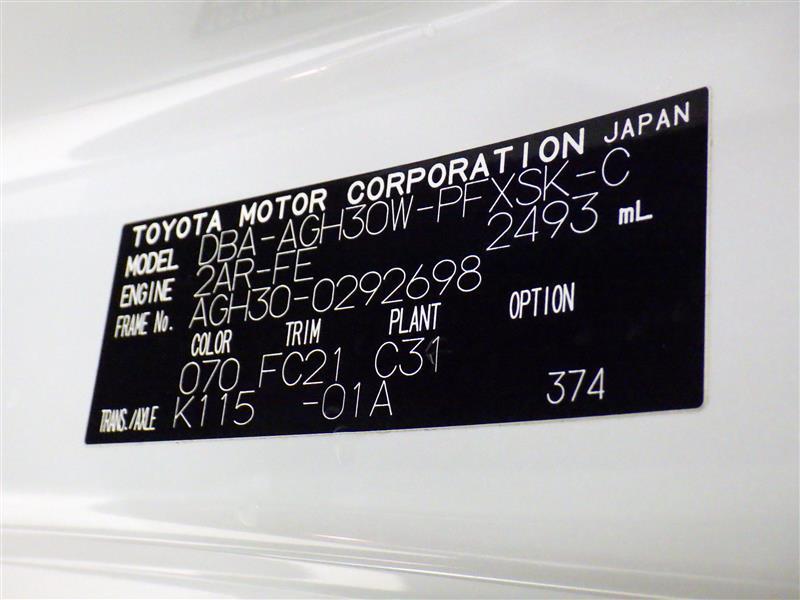 TOYOTA MOTOR CORPORATION JAPAN
MODEL DBA-AGH30W-PFXSK-C
ENGINE 2AR-FE 2493 mL
FRAME No. AGH30-0292698
COLOR TRIM PLANT OPTION
070 FC21 C31
TRANS./AXLE K115 -01A 374